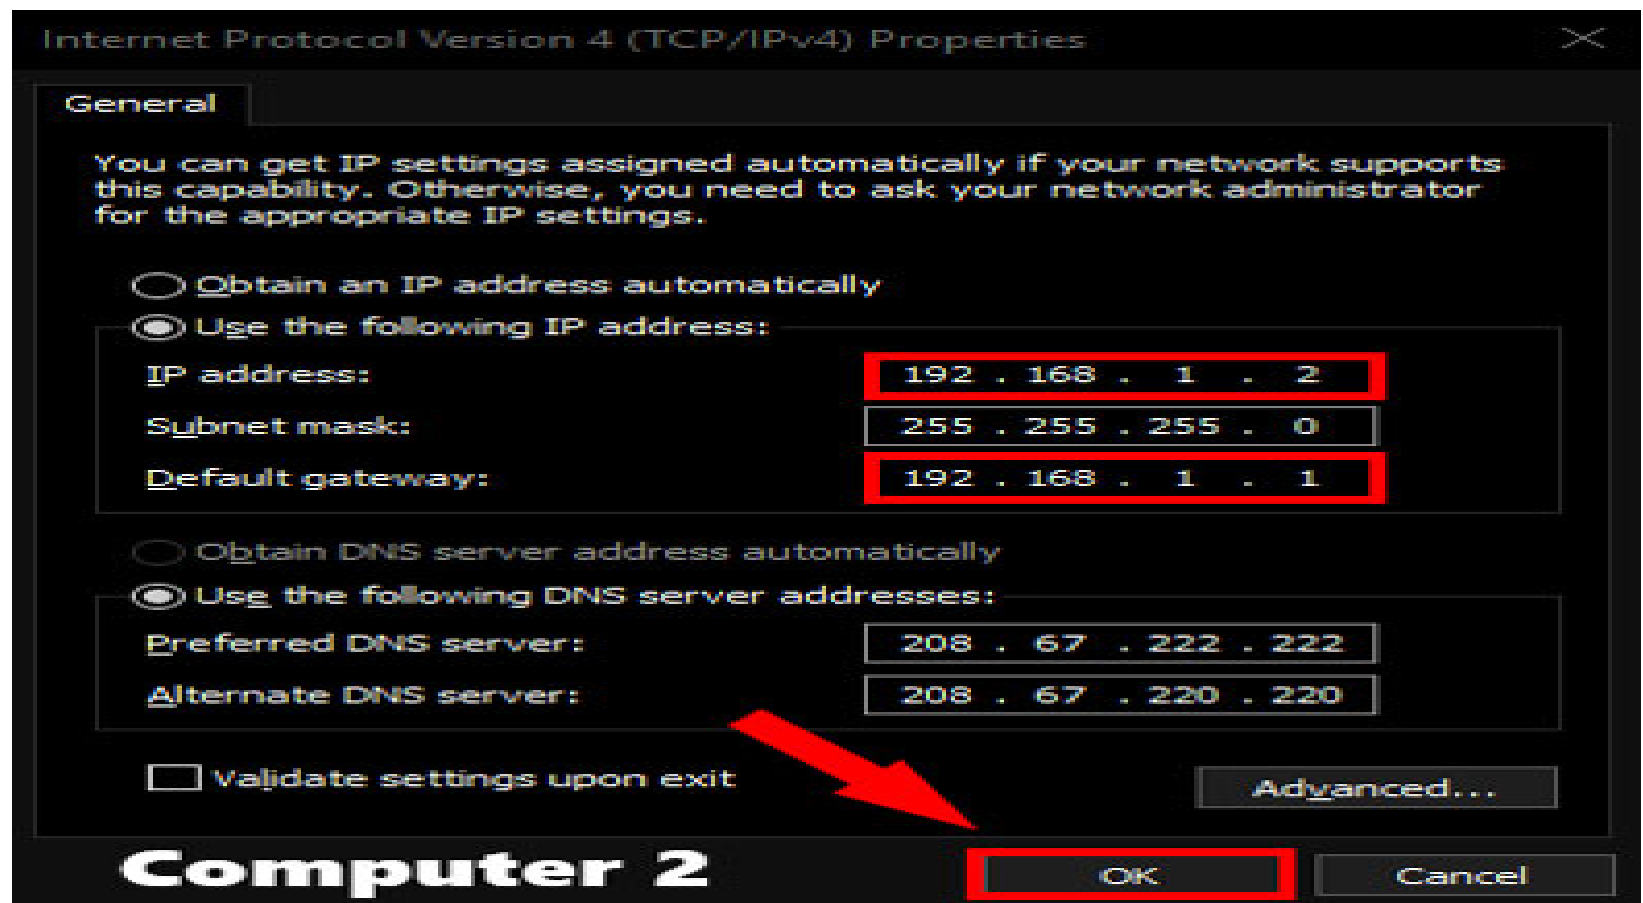 Internet Protocol Version 4 (TCP/IPv4) Properties
General
You can get IP settings assigned automatically if your network supports
this capability. Otherwise, you need to ask your network administrator
for the appropriate IP settings.
Obtain an IP address automatically
Use the following IP address:
IP address: 192 . 168 . 1 . 2
Subnet mask: 255 . 255 . 255 . 0
Default gateway: 192 . 168 . 1 . 1
Obtain DNS server address automatically
Use the following DNS server addresses:
Preferred DNS server: 208 . 67 . 222 . 222
Alternate DNS server: 208 . 67 . 220 . 220
Validate settings upon exit
Advanced...
Computer 2
OK Cancel